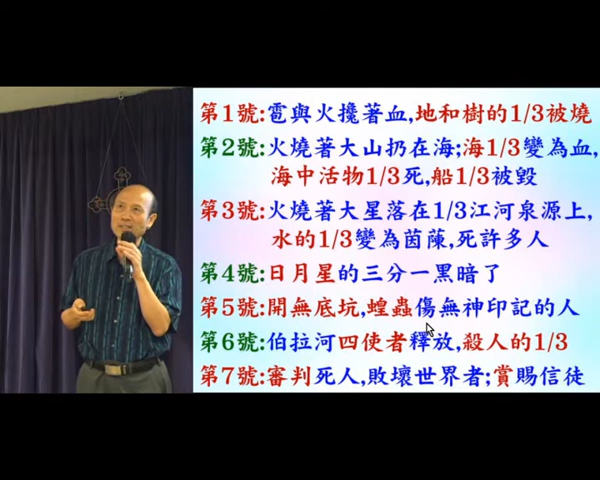 第1號:雹與火攙著血,地和樹的1/3被燒
第2號:火燒著大山扔在海;海1/3變為血,
海中活物1/3死,船1/3被毀
第3號:火燒著大星落在1/3江河泉源上,
水的1/3變為茵蔯,死許多人
第4號:日月星的三分一黑暗了
第5號:開無底坑,蝗蟲傷無神印記的人
第6號:伯拉河四使者釋放,殺人的1/3
第7號:審判死人,敗壞世界者;賞賜信徒